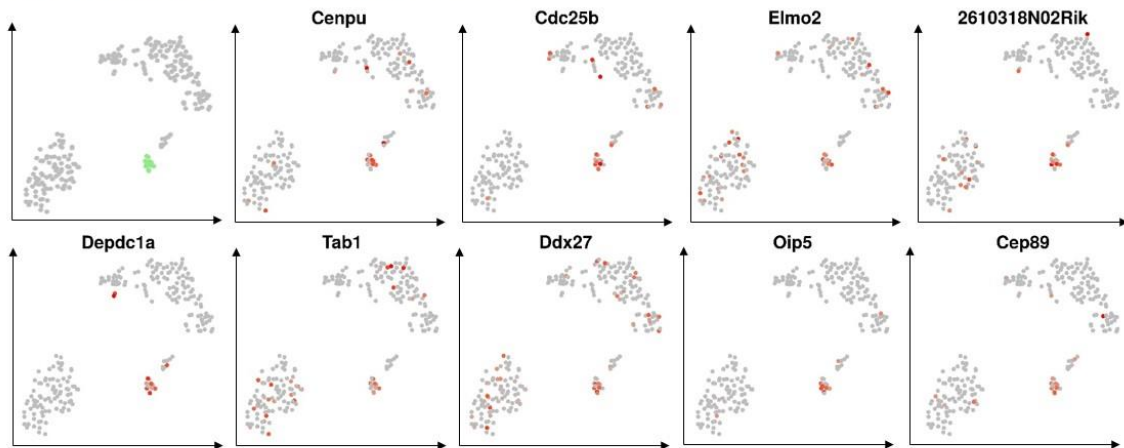 Cenpu Cdc25b Elmo2 2610318N02Rik
Depdc1a Tab1 Ddx27 Oip5 Cep89